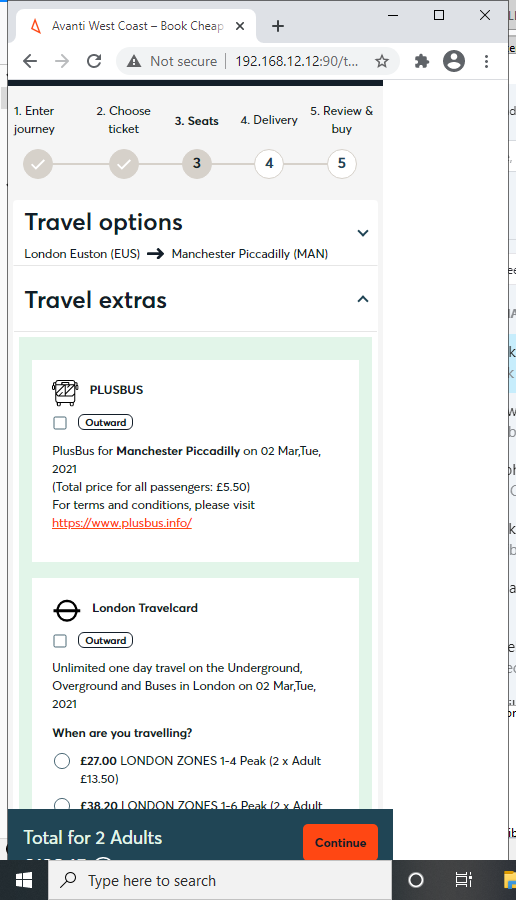 Avanti West Coast – Book Cheap
Not secure | 192.168.12.12:90/t...
1. Enter journey
2. Choose ticket
3. Seats
4. Delivery
5. Review & buy
3
4
5
Travel options
London Euston (EUS) → Manchester Piccadilly (MAN)
Travel extras
PLUSBUS
Outward
PlusBus for Manchester Piccadilly on 02 Mar,Tue,
2021
(Total price for all passengers: £5.50)
For terms and conditions, please visit
https://www.plusbus.info/
London Travelcard
Outward
Unlimited one day travel on the Underground,
Overground and Buses in London on 02 Mar,Tue,
2021
When are you travelling?
£27.00 LONDON ZONES 1-4 Peak (2 x Adult
£13.50)
£38.20 LONDON ZONES 1-6 Peak (2 x Adult
Total for 2 Adults
Continue
Type here to search